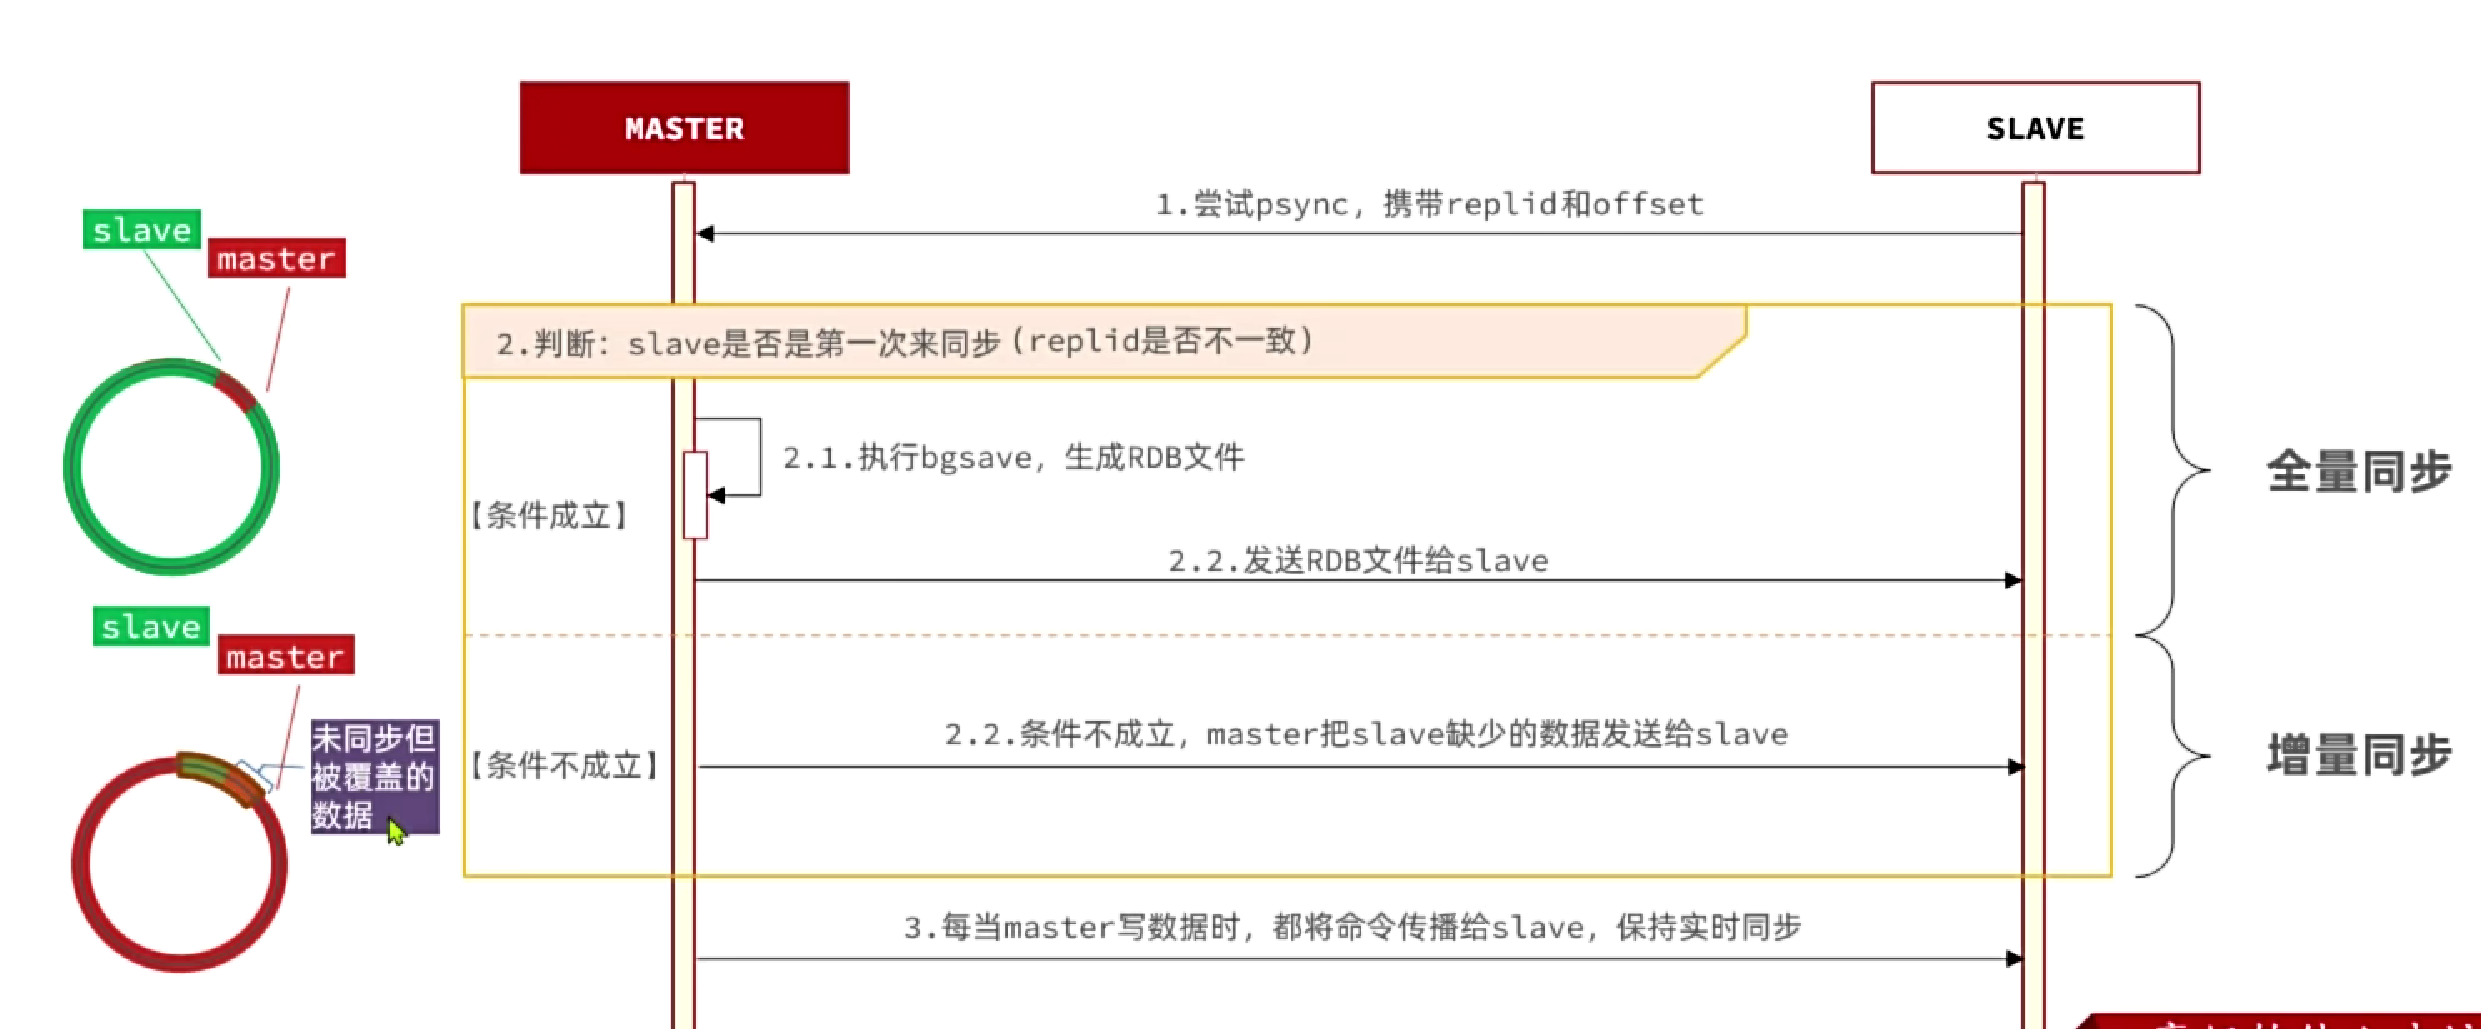 MASTER
SLAVE
1.尝试psync，携带replid和offset
slave
master
2.判断：slave是否是第一次来同步(replid是否不一致)
2.1.执行bgsave，生成RDB文件
【条件成立】
全量同步
2.2.发送RDB文件给slave
slave
master
未同步但
被覆盖的
数据
2.2.条件不成立，master把slave缺少的数据发送给slave
【条件不成立】
增量同步
3.每当master写数据时，都将命令传播给slave，保持实时同步